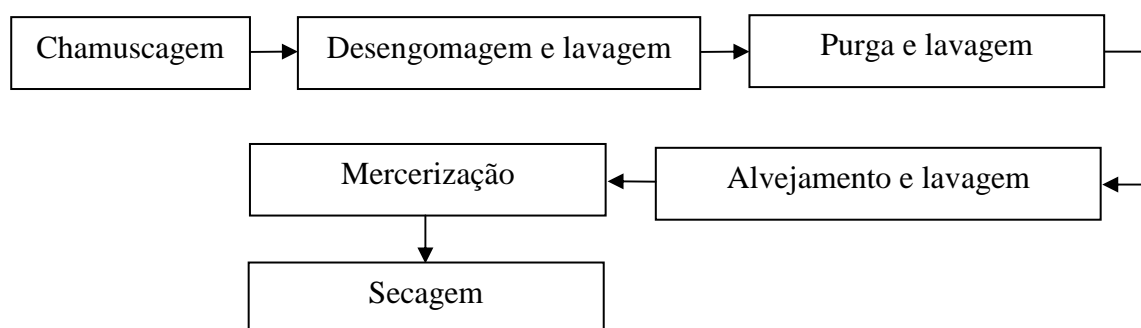 Chamuscagem
Desengomagem e lavagem
Purga e lavagem
Alvejamento e lavagem
Mercerização
Secagem